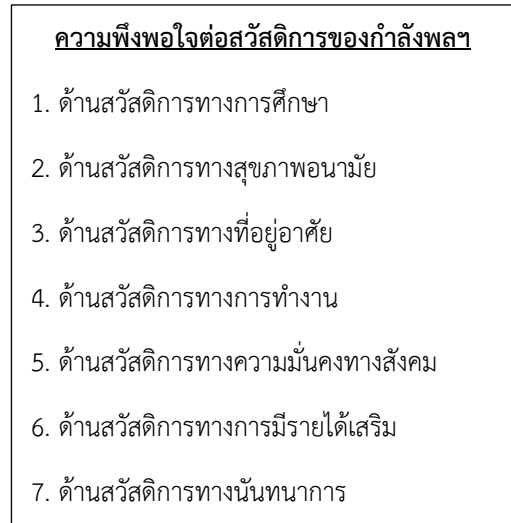 ความพึงพอใจต่อสวัสดิการของกำลังพลฯ
1. ด้านสวัสดิการทางการศึกษา
2. ด้านสวัสดิการทางสุขภาพอนามัย
3. ด้านสวัสดิการทางที่อยู่อาศัย
4. ด้านสวัสดิการทางการทำงาน
5. ด้านสวัสดิการทางความมั่นคงทางสังคม
6. ด้านสวัสดิการทางการมีรายได้เสริม
7. ด้านสวัสดิการทางนันทนาการ